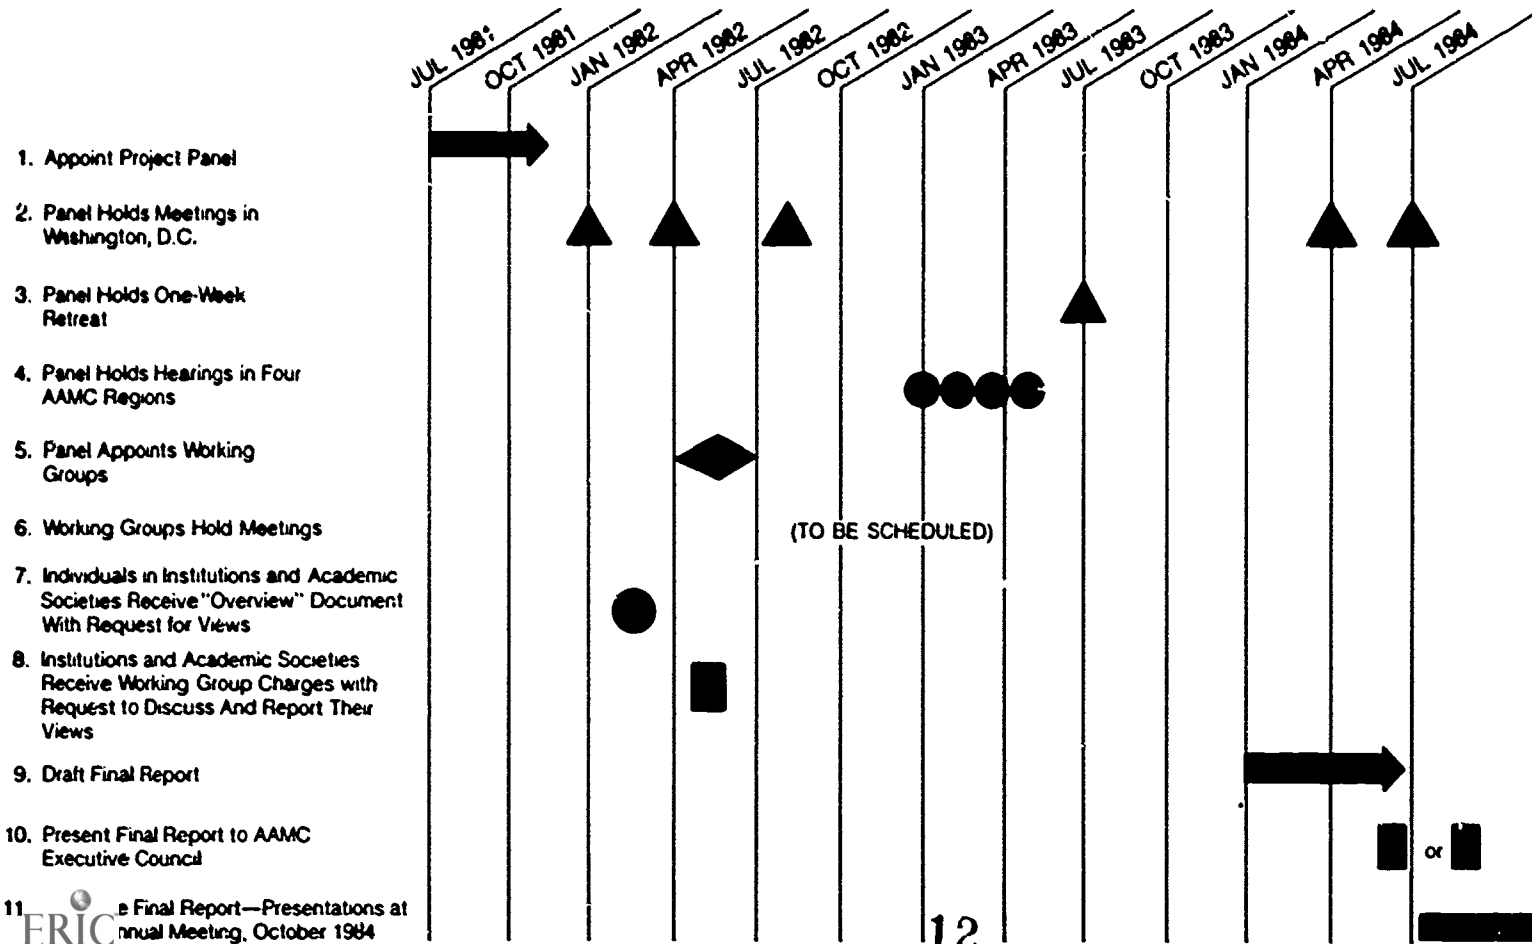 JUL 1981 OCT 1981 JAN 1982 APR 1982 JUL 1982 OCT 1982 JAN 1983 APR 1983 JUL 1983 OCT 1983 JAN 1984 APR 1984 JUL 1984
1. Appoint Project Panel
2. Panel Holds Meetings in
Washington, D.C.
3. Panel Holds One-Week
Retreat
4. Panel Holds Hearings in Four
AAMC Regions
5. Panel Appoints Working
Groups
6. Working Groups Hold Meetings (TO BE SCHEDULED)
7. Individuals in Institutions and Academic
Societies Receive "Overview" Document
With Request for Views
8. Institutions and Academic Societies
Receive Working Group Charges with
Request to Discuss And Report Their
Views
9. Draft Final Report
10. Present Final Report to AAMC
Executive Council
or
11 e Final Report—Presentations at
nnual Meeting, October 1984
ERIC
12